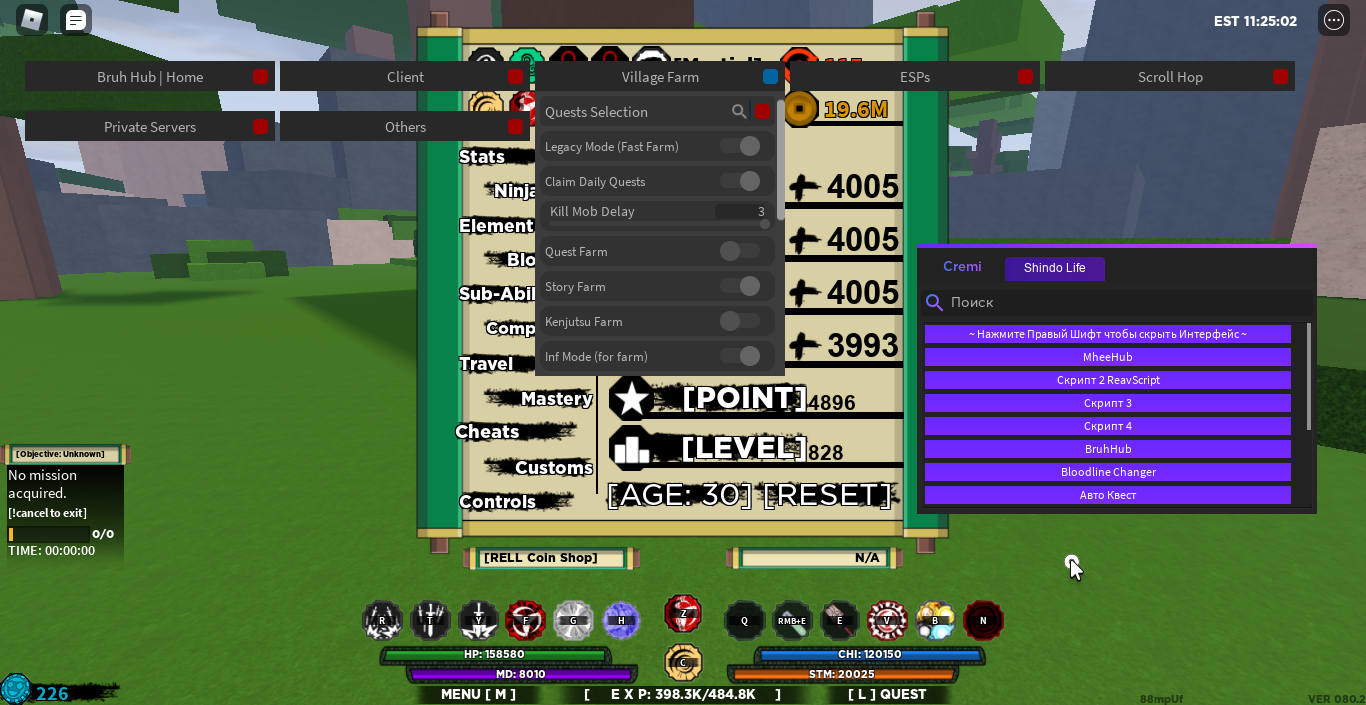 EST 11:25:02
Bruh Hub | Home
Client
Village Farm
ESPs
Scroll Hop
Private Servers
Others
Quests Selection
Legacy Mode (Fast Farm)
Claim Daily Quests
Kill Mob Delay 3
Quest Farm
Story Farm
Kenjutsu Farm
Inf Mode (for farm)
19.6M
Stats
Ninj
Element
Blo
Sub-Abil
Comp
Travel
Mastery
Cheats
Customs
Controls
4005
4005
4005
3993
[POINT] 4896
[LEVEL] 828
[AGE: 30] [RESET]
[RELL Coin Shop]
N/A
Cremi
Shindo Life
Поиск
~ Нажмите Правый Шифт чтобы скрыть Интерфейс ~
MheeHub
Скрипт 2 ReavScript
Скрипт 3
Скрипт 4
BruhHub
Bloodline Changer
Авто Квест
[Objective: Unknown]
No mission
acquired.
[!cancel to exit]
0/0
TIME: 00:00:00
R T Y F G H Z Q RMB+E E V B N
C
HP: 158580
CHI: 120150
MD: 8010
STM: 20025
MENU [ M ]
[ E X P: 398.3K/484.8K ]
[ L ] QUEST
226
88mpUf
VER 080.2